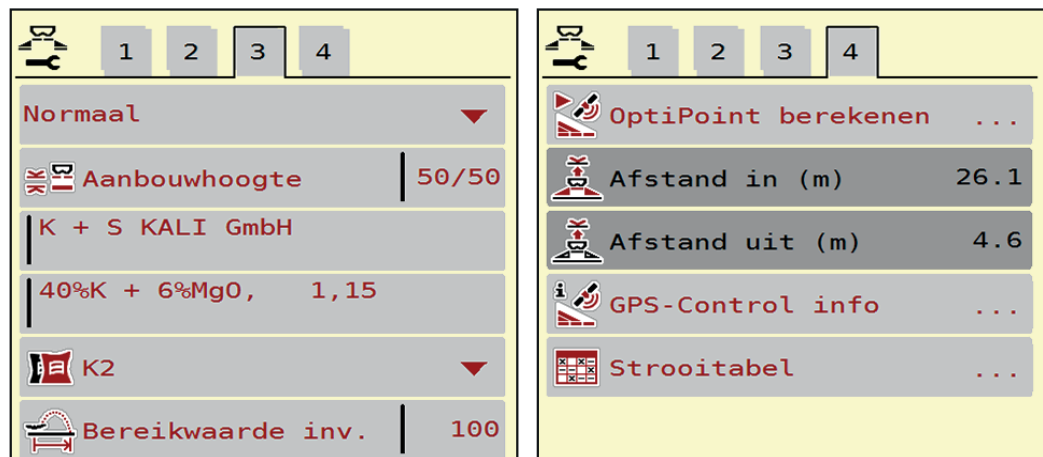 1 2 3 4
Normaal
Aanbouwhoogte 50/50
K + S KALI GmbH
40%K + 6%MgO, 1,15
K2
Bereikwaarde inv. 100
1 2 3 4
OptiPoint berekenen ...
Afstand in (m) 26.1
Afstand uit (m) 4.6
GPS-Control info ...
Strooitabel ...